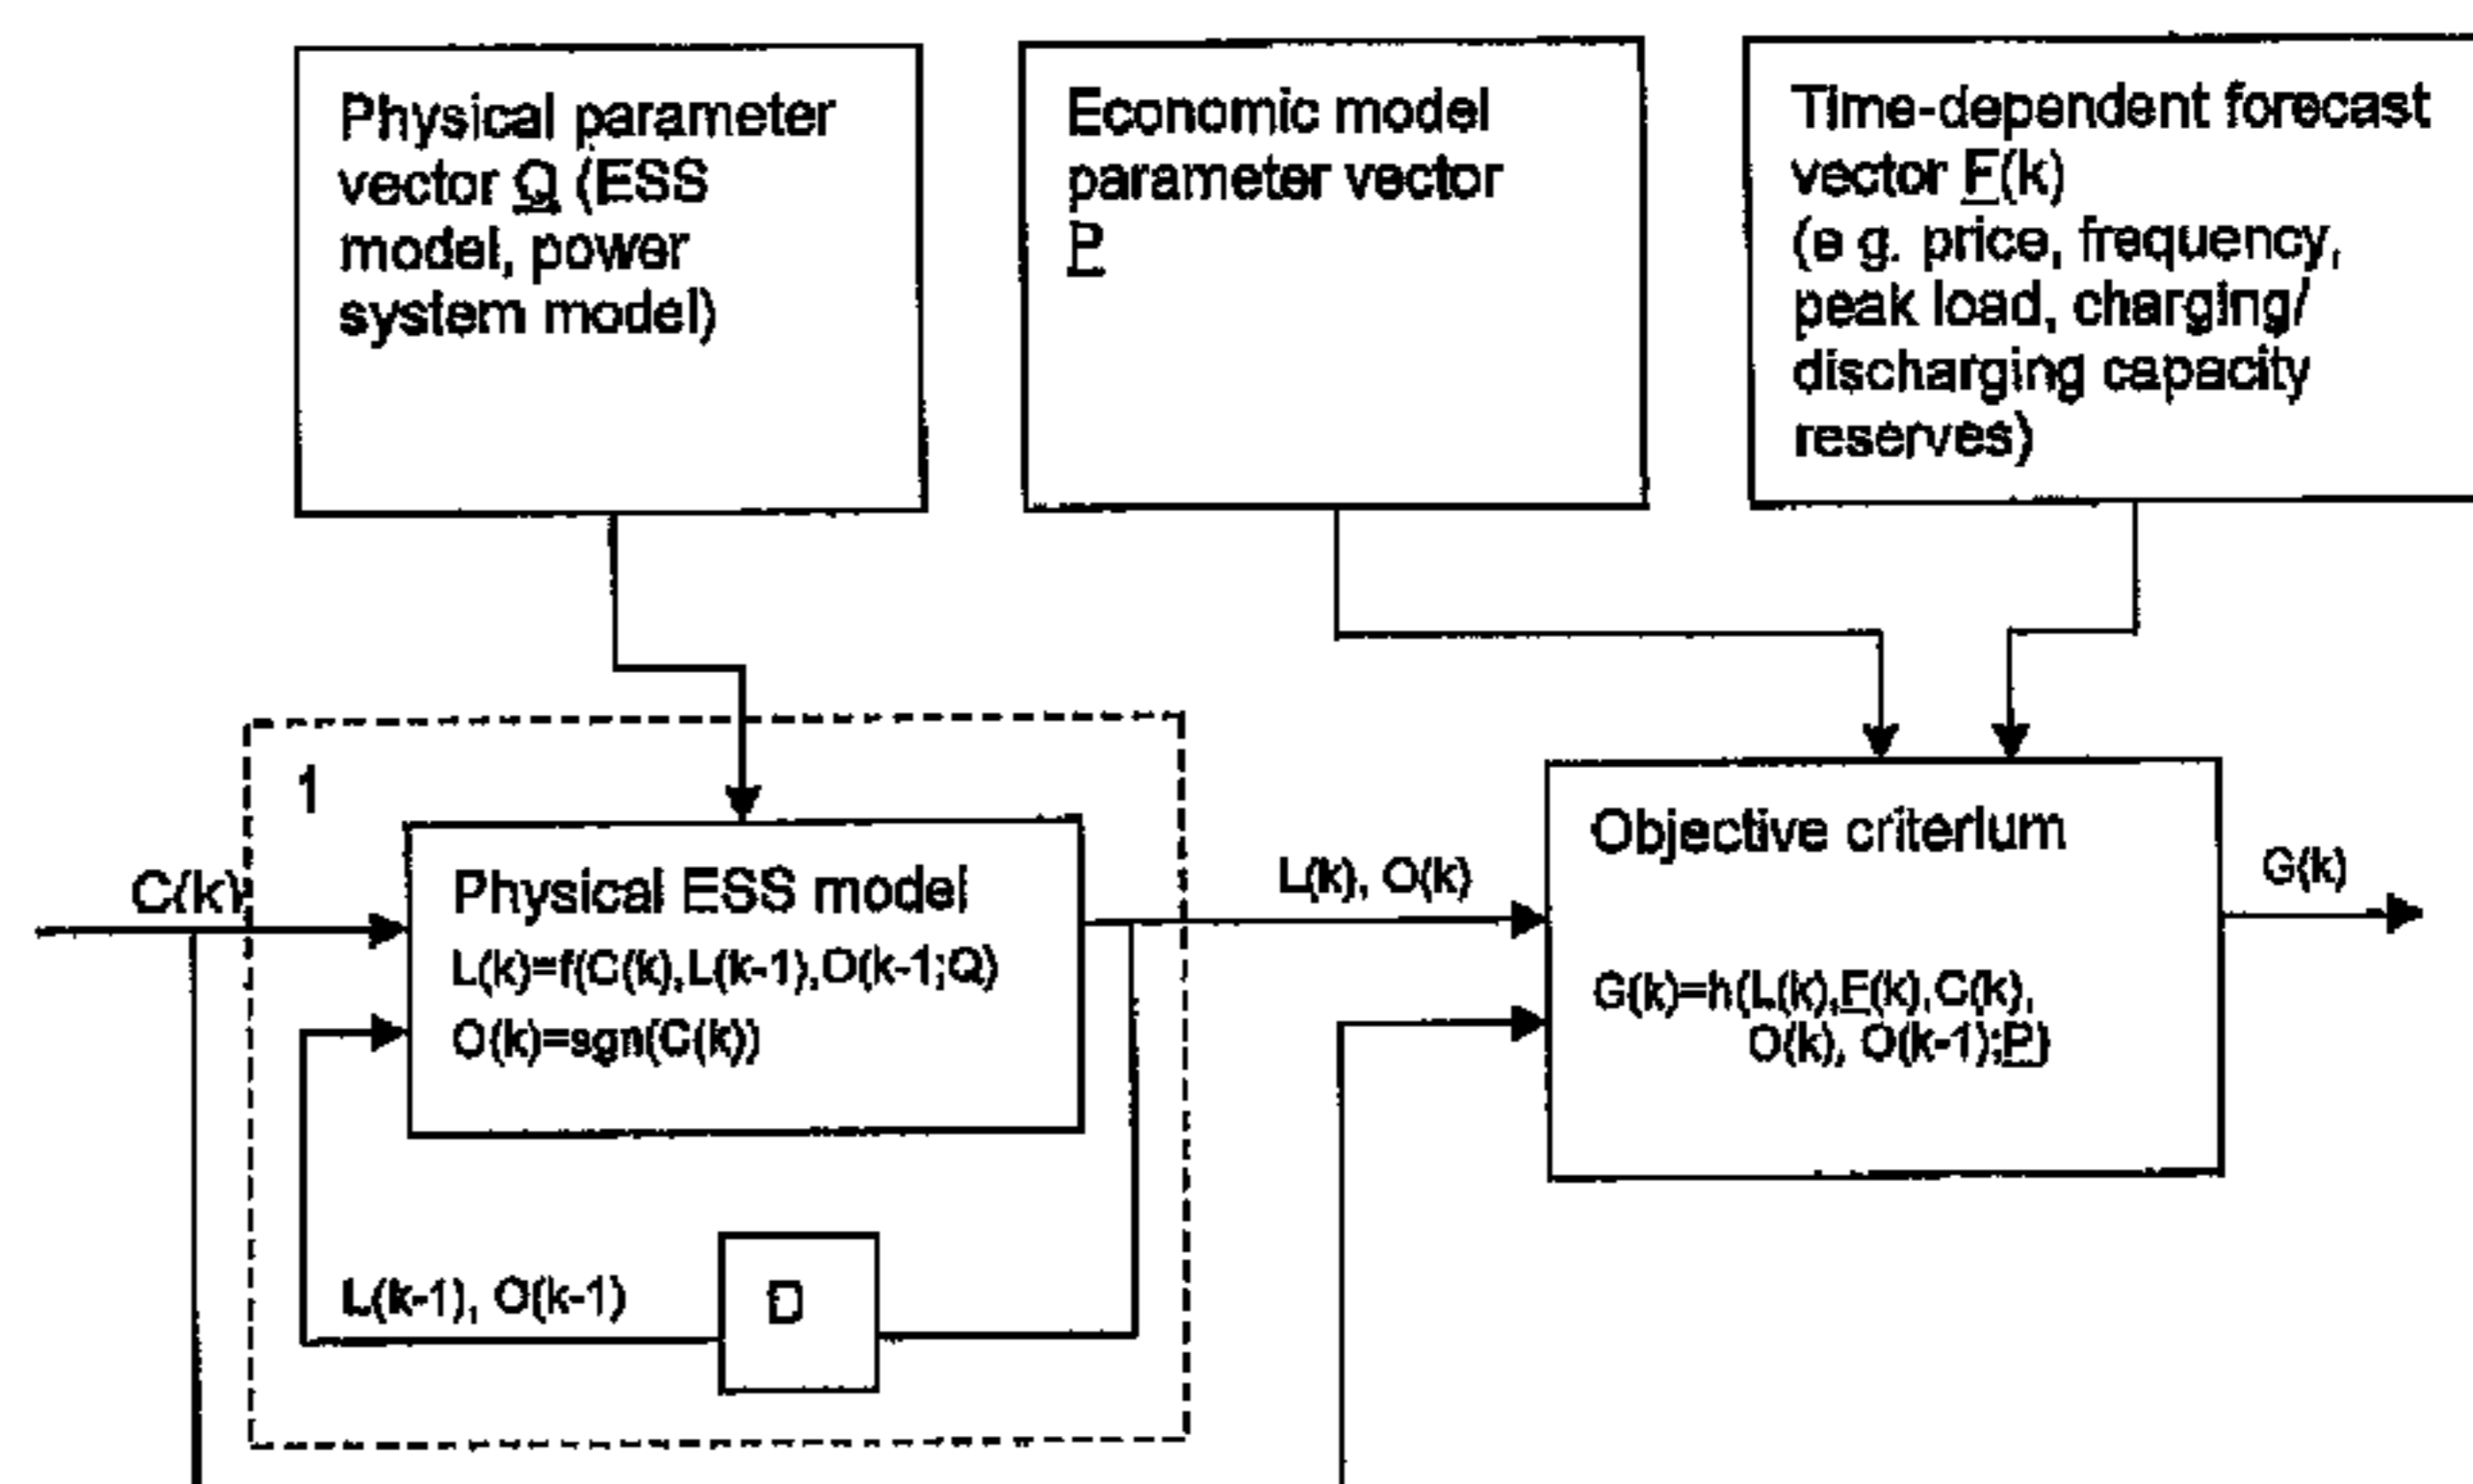 Physical parameter
vector Q (ESS
model, power
system model)
Economic model
parameter vector
P
Time-dependent forecast
vector F(k)
(e g. price, frequency,
peak load, charging/
discharging capacity
reserves)
1
C(k)
Physical ESS model
L(k)=f(C(k),L(k-1),O(k-1;Q)
O(k)=sgn(C(k))
L(k), O(k)
Objective criterium
G(k)=h(L(k),F(k),C(k),
O(k), O(k-1);P)
G(k)
L(k-1), O(k-1)
D